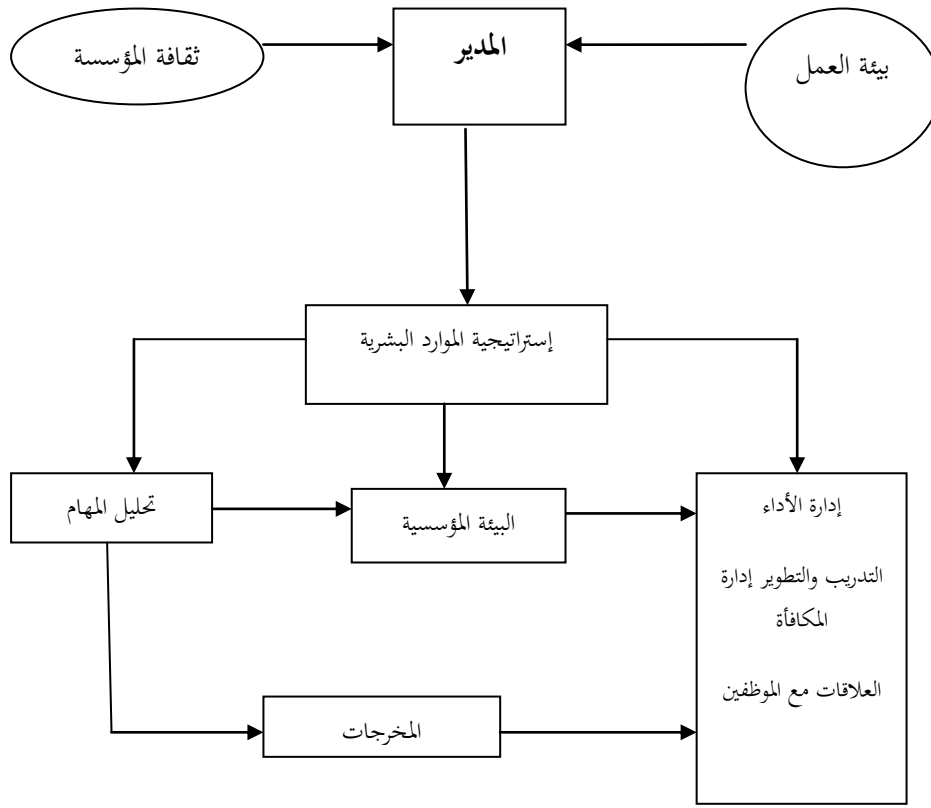 بيئة العمل
المدير
ثقافة المؤسسة
إستراتيجية الموارد البشرية
إدارة الأداء
التدريب والتطوير إدارة
المكافأة
العلاقات مع الموظفين
البيئة المؤسسية
تحليل المهام
المخرجات